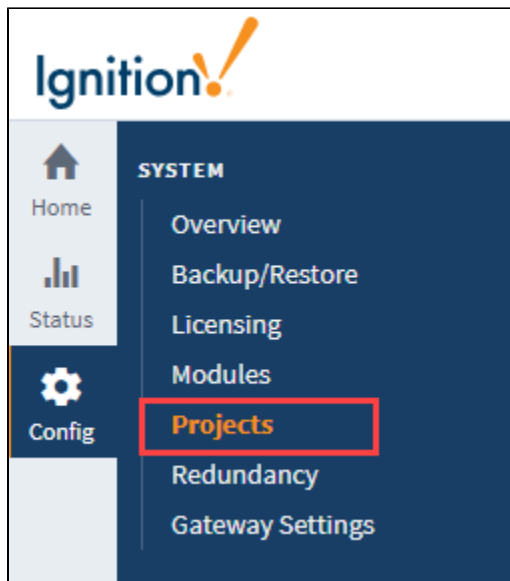 Ignition!
Home
Status
Config
SYSTEM
Overview
Backup/Restore
Licensing
Modules
Projects
Redundancy
Gateway Settings